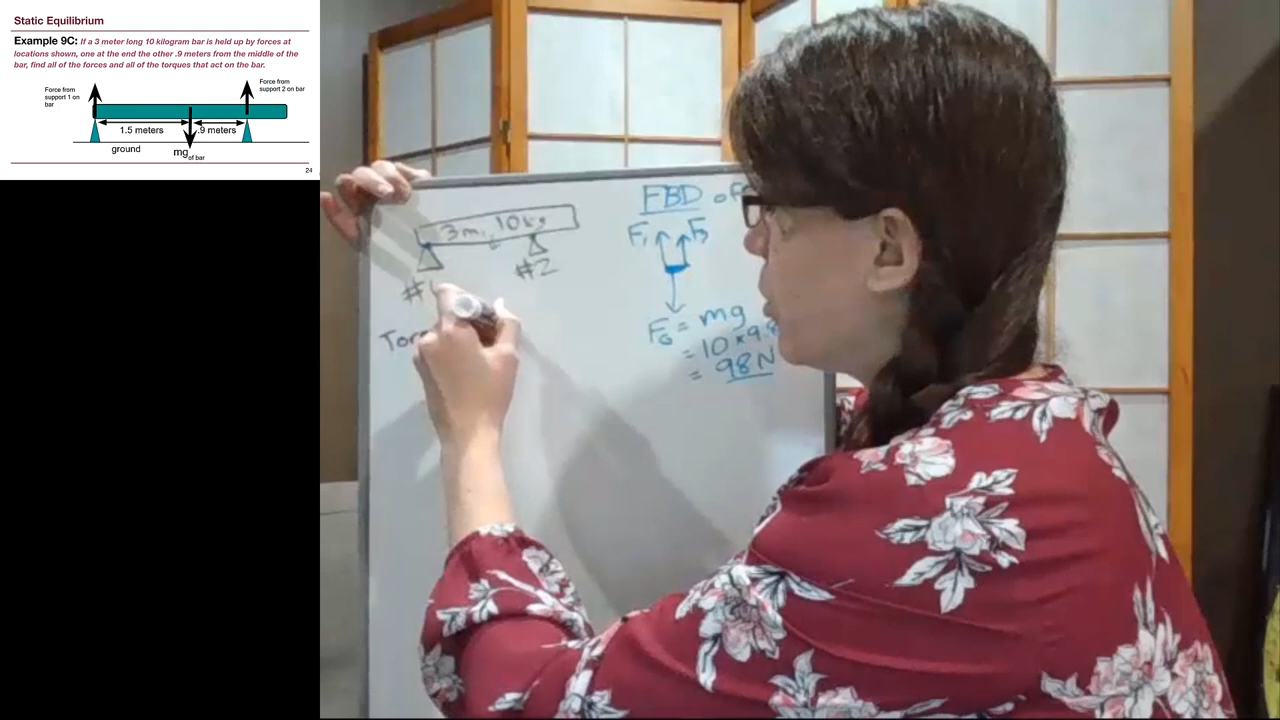 Static Equilibrium
Example 9C: If a 3 meter long 10 kilogram bar is held up by forces at
locations shown, one at the end the other .9 meters from the middle of the
bar, find all of the forces and all of the torques that act on the bar.
Force from
support 1 on
bar
Force from
support 2 on bar
1.5 meters
.9 meters
ground
mg of bar
24
3m, 10kg
#2
FBD of
F₁
F_G = mg
= 10 × 9.8
= 98 N